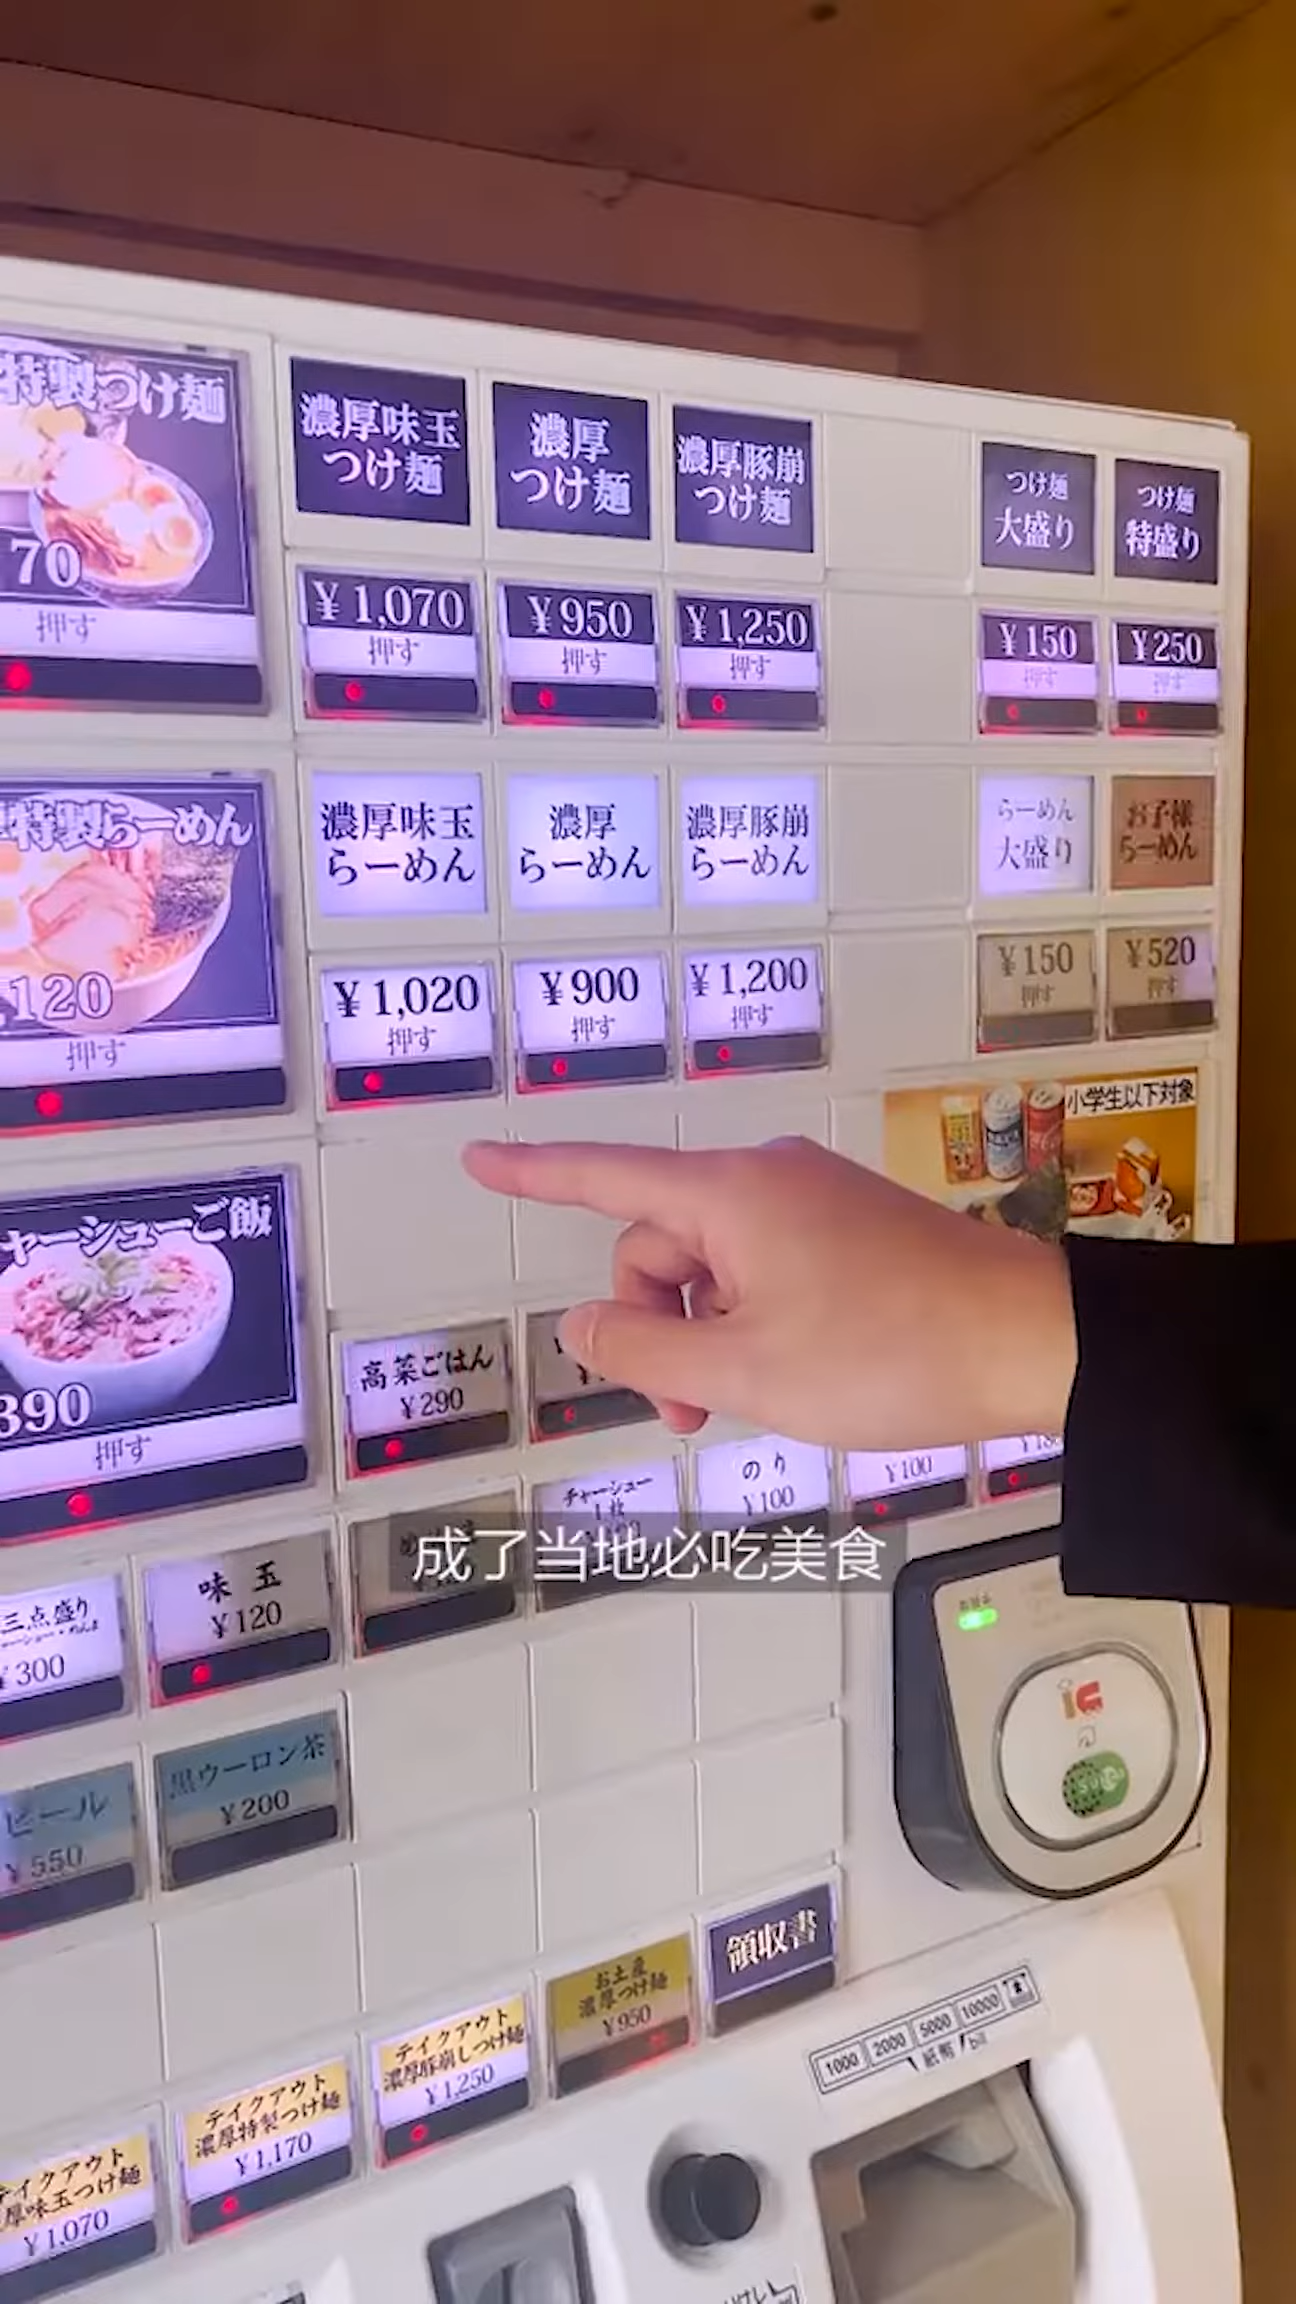 特製つけ麺
70
押す
濃厚味玉
つけ麺
¥1,070
押す
濃厚
つけ麺
¥950
押す
濃厚豚崩
つけ麺
¥1,250
押す
つけ麺
大盛り
¥150
押す
つけ麺
特盛り
¥250
押す
特製らーめん
,120
押す
濃厚味玉
らーめん
¥1,020
押す
濃厚
らーめん
¥900
押す
濃厚豚崩
らーめん
¥1,200
押す
らーめん
大盛り
¥150
押す
お子様
らーめん
¥520
押す
小学生以下対象
ャーシューご飯
390
押す
高菜ごはん
¥290
チャーシュー
1枚
のり
¥100
¥100
成了当地必吃美食
三点盛り
¥300
味玉
¥120
ビール
¥550
黒ウーロン茶
¥200
領収書
お土産
濃厚つけ麺
¥950
テイクアウト
濃厚豚崩しつけ麺
¥1,250
テイクアウト
濃厚特製つけ麺
¥1,170
テイクアウト
厚味玉つけ麺
¥1,070
1000 2000 5000 10000
紙幣 bill